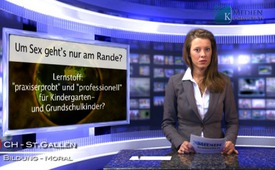 Um Sex geht's nur am Rande?
Lernstoff:
"praxiserprobt" und "professionell"
für Kindergarten-
und Grundschulkinder?
CH - St.Gallen
Bildung - Moral